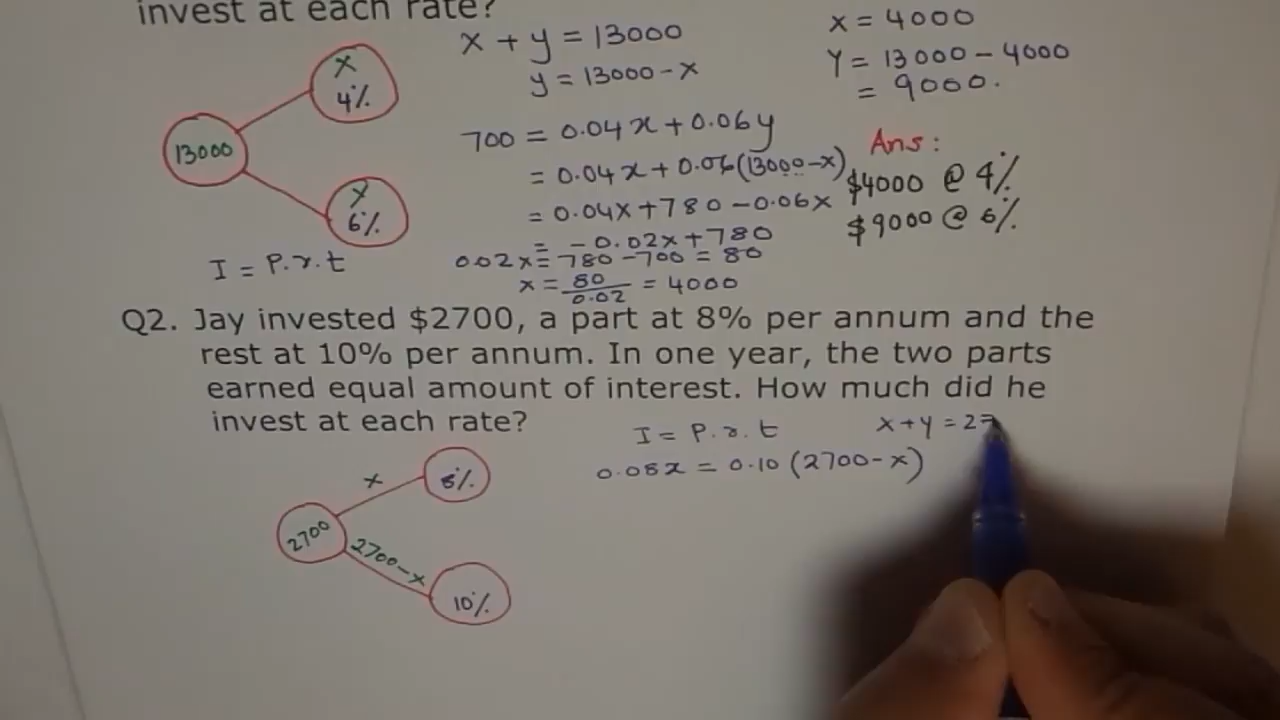 invest at each rate?
x + y = 13000
y = 13000 - x
x = 4000
Y = 13000 - 4000
= 9000.
x
4%
13000
Y
6%
I = P.r.t
700 = 0.04x + 0.06y
= 0.04x + 0.06(13000 - x)
= 0.04x + 780 - 0.06x
= -0.02x + 780
0.02x = 780 - 700 = 80
x = 80/0.02 = 4000
Ans:
$4000 @ 4%
$9000 @ 6%
Q2. Jay invested $2700, a part at 8% per annum and the
rest at 10% per annum. In one year, the two parts
earned equal amount of interest. How much did he
invest at each rate?
x
8%
2700
2700-x
10%
I = P.r.t
0.08x = 0.10 (2700 - x)
x + y = 27